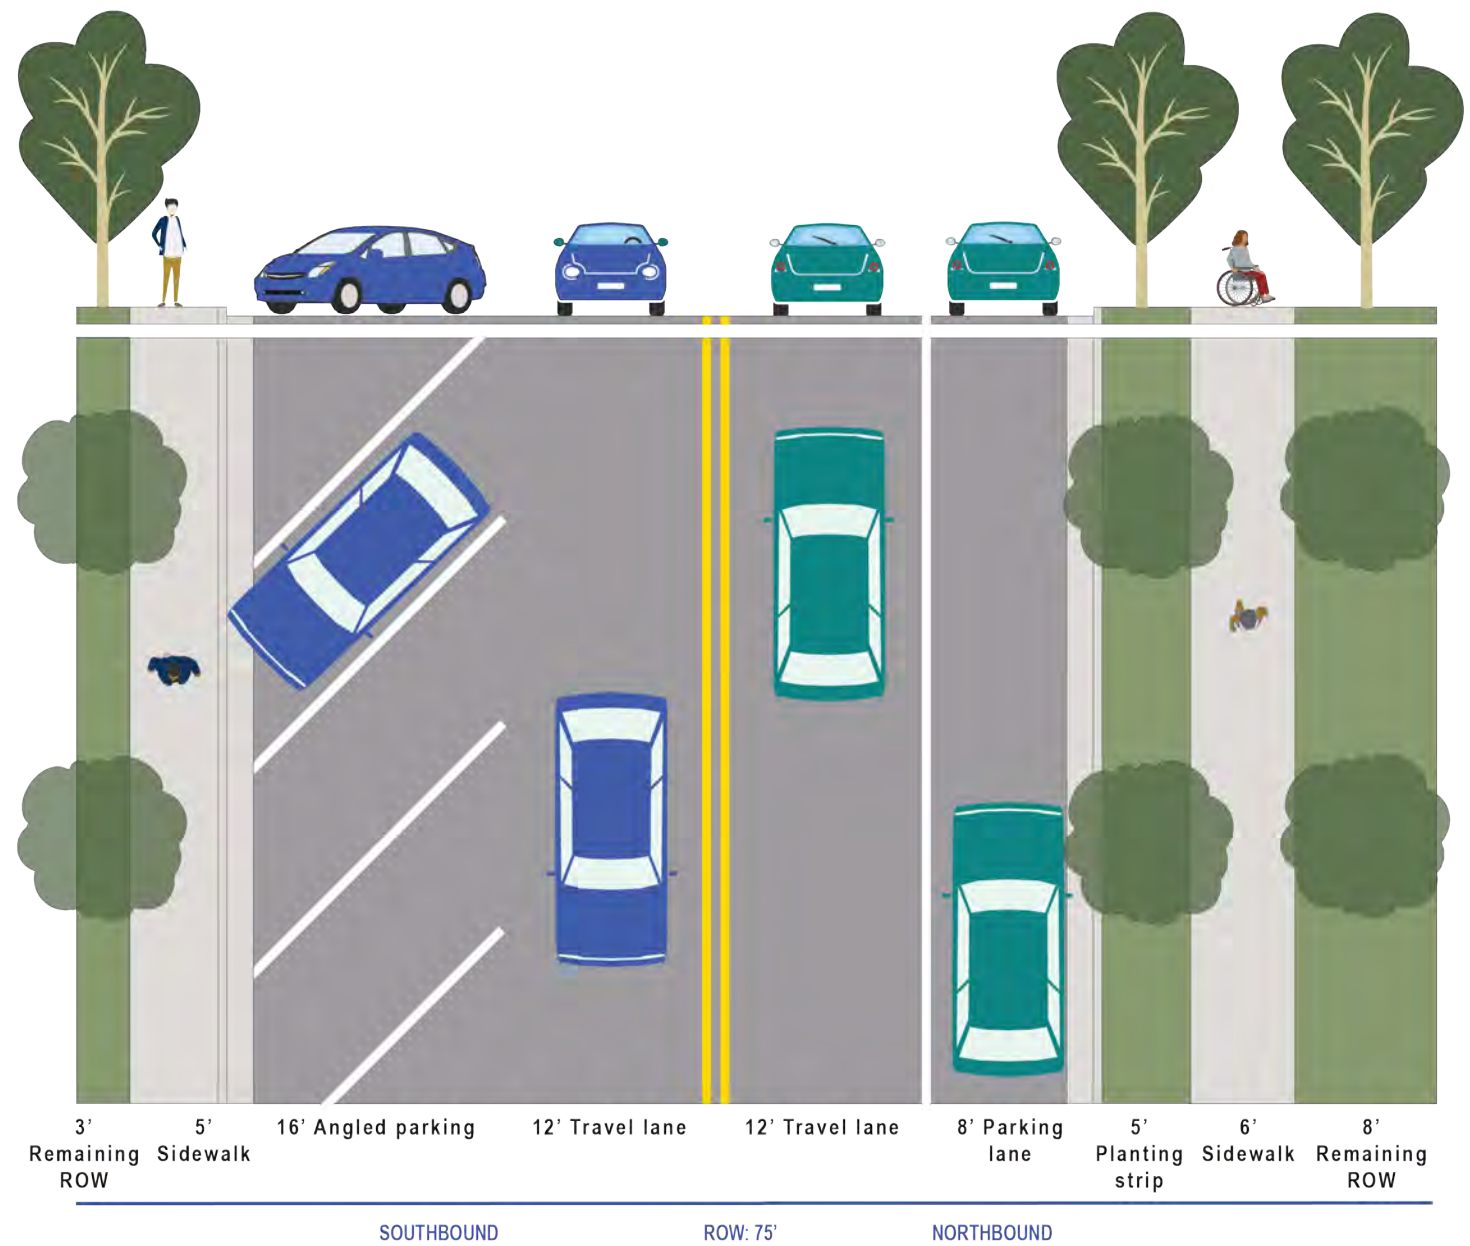 3’ 5’ 16’ Angled parking 12’ Travel lane 12’ Travel lane 8’ Parking 5’ 6’ 8’
Remaining Sidewalk lane Planting Sidewalk Remaining
ROW strip ROW
SOUTHBOUND ROW: 75’ NORTHBOUND